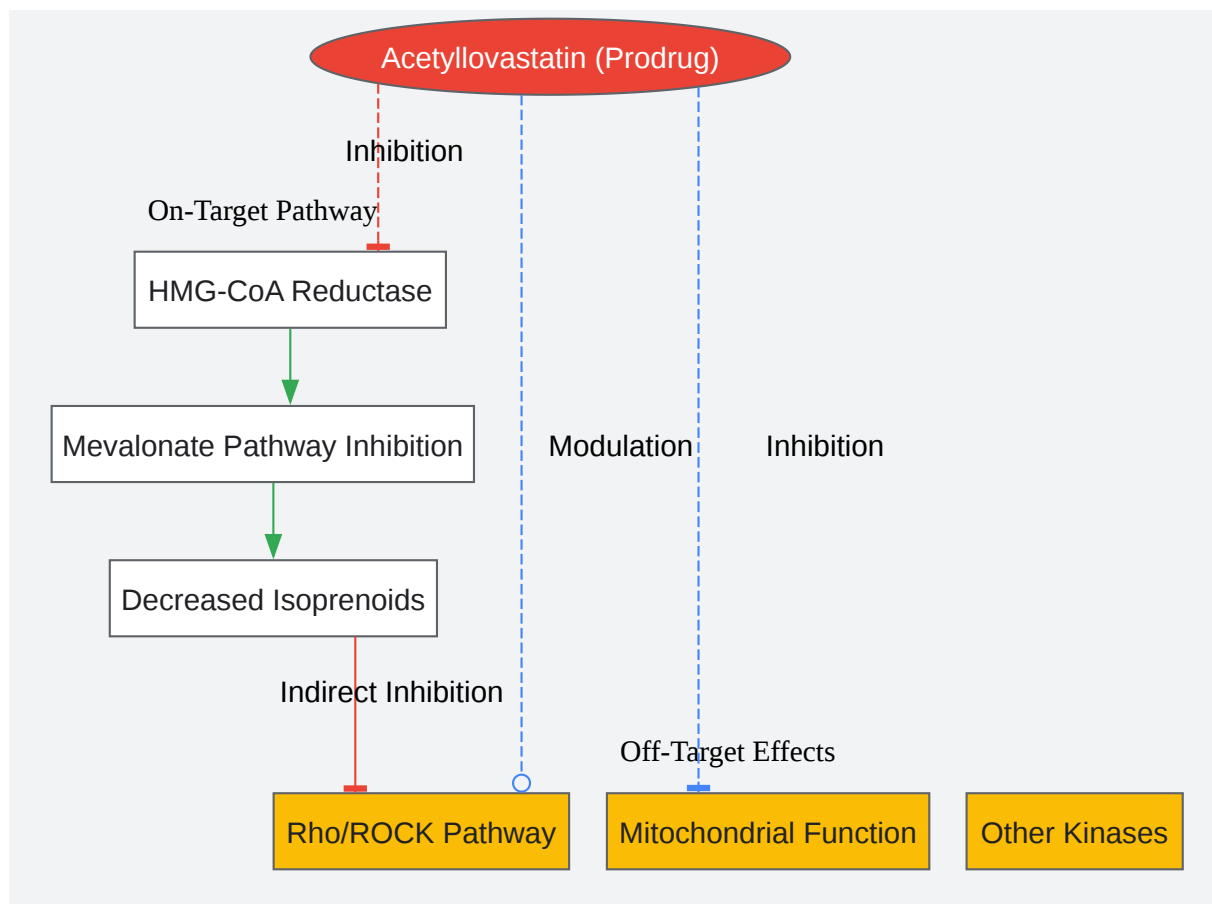 Acetyllovastatin (Prodrug)
Inhibition
On-Target Pathway
HMG-CoA Reductase
Mevalonate Pathway Inhibition
Modulation
Inhibition
Decreased Isoprenoids
Indirect Inhibition
Off-Target Effects
Rho/ROCK Pathway
Mitochondrial Function
Other Kinases